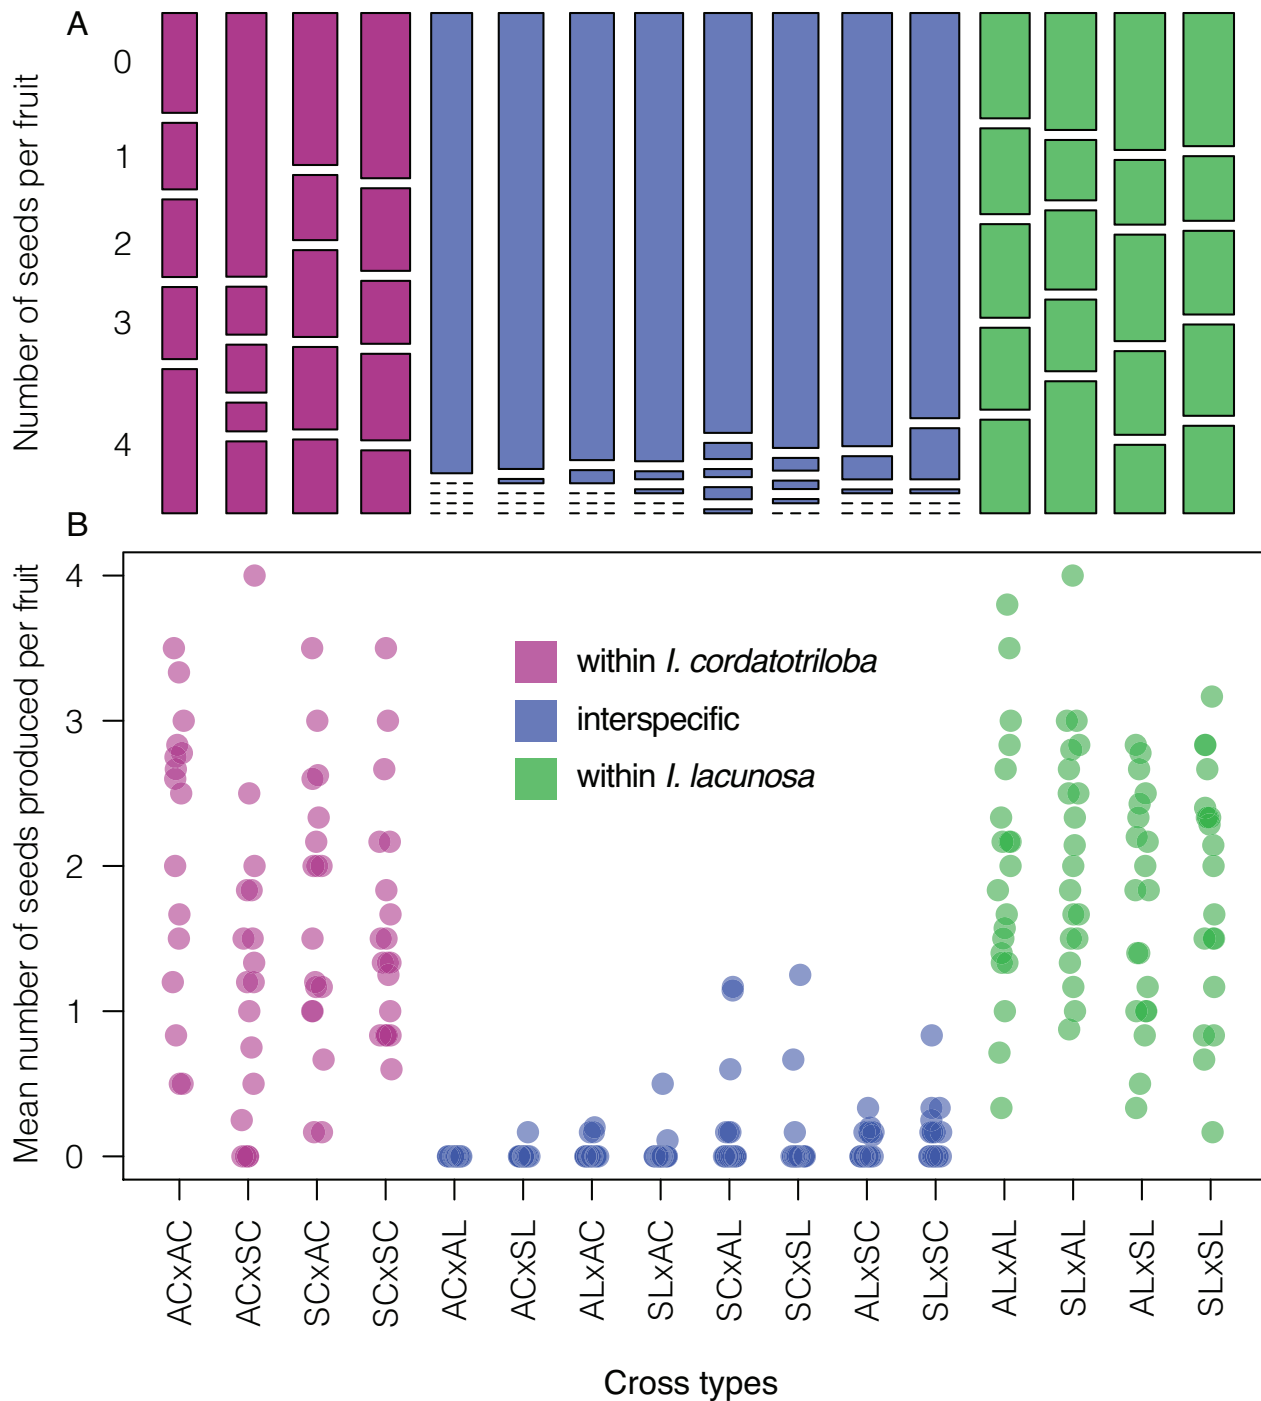 A
Number of seeds per fruit
0
1
2
3
4
B
Mean number of seeds produced per fruit
4
3
2
1
0
within I. cordatotriloba
interspecific
within I. lacunosa
ACxAC
ACxSC
SCxAC
SCxSC
ACxAL
ACxSL
ALxAC
SLxAC
SCxAL
SCxSL
ALxSC
SLxSC
ALxAL
SLxAL
ALxSL
SLxSL
Cross types